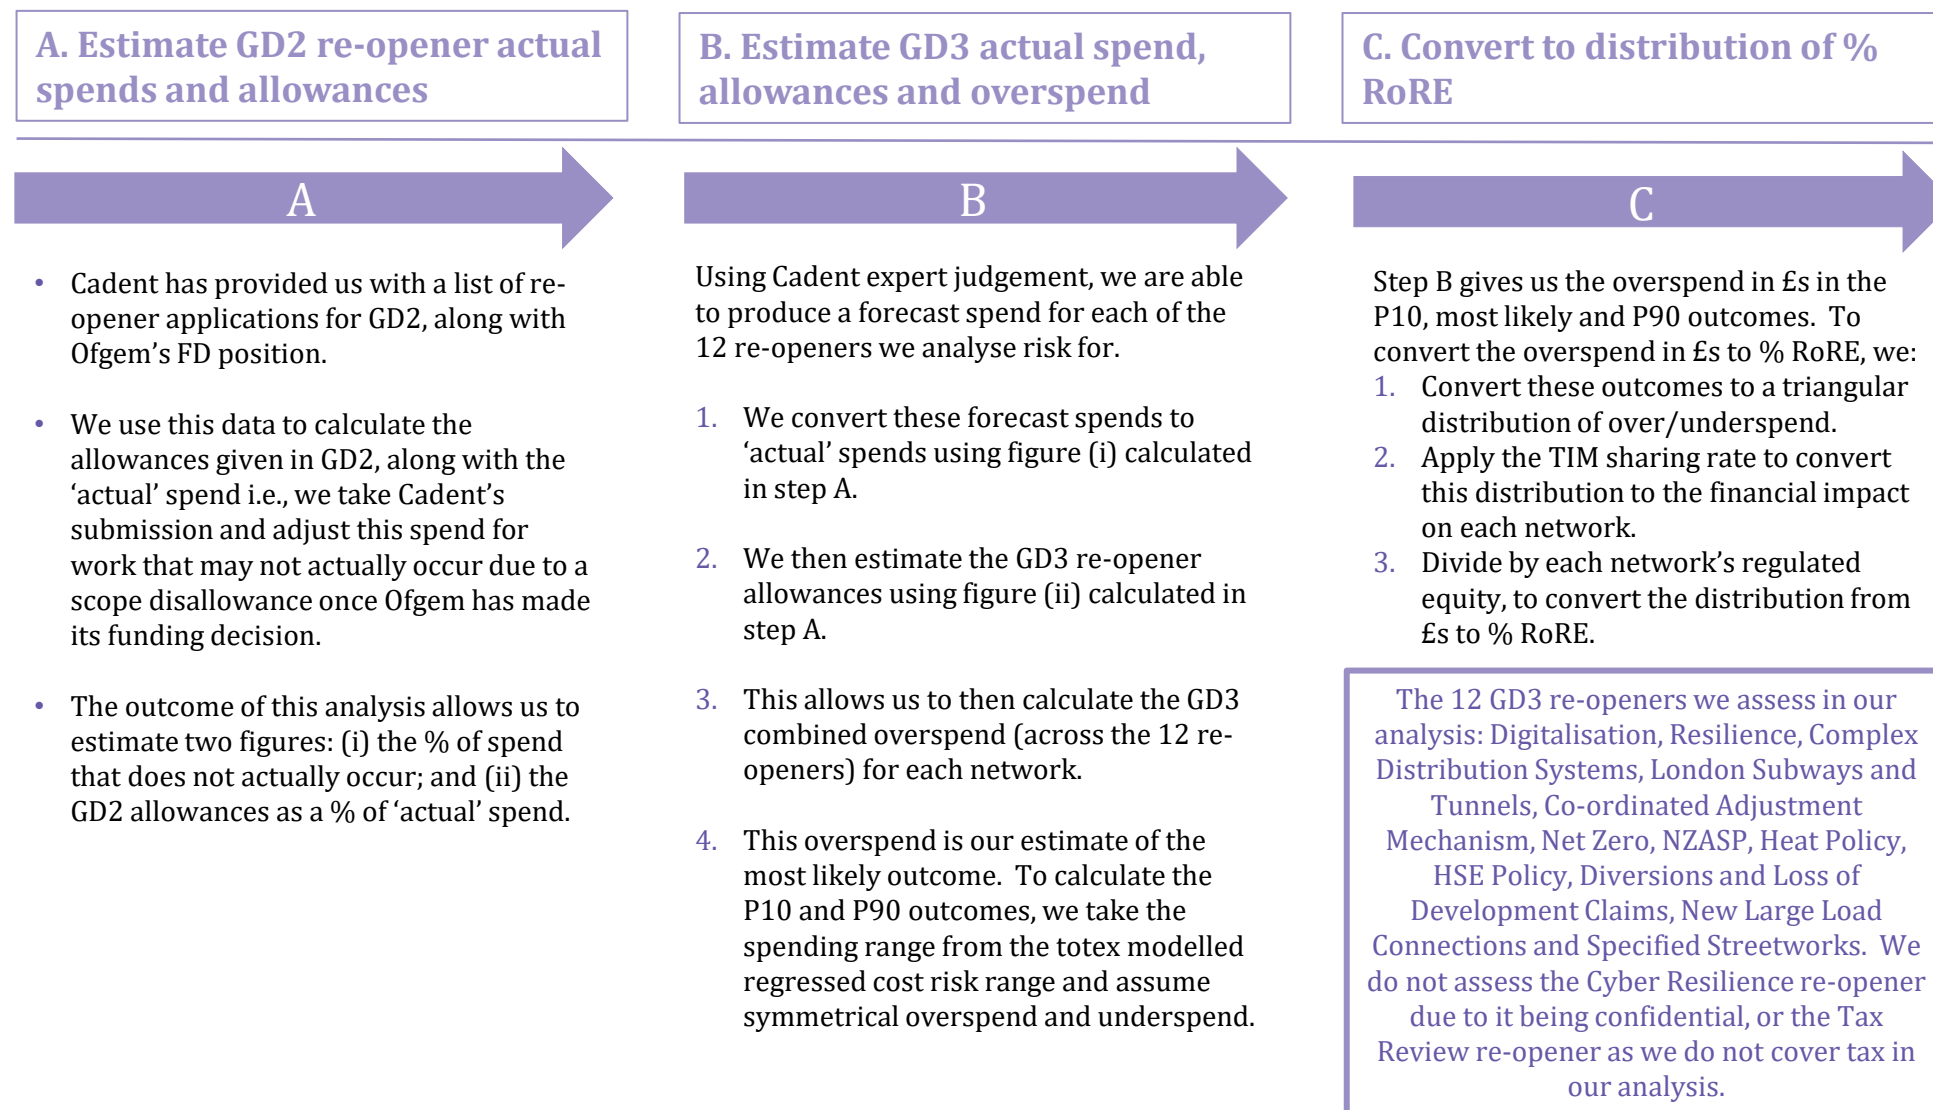 A. Estimate GD2 re-opener actual
spends and allowances
A
• Cadent has provided us with a list of re-
opener applications for GD2, along with
Ofgem’s FD position.
• We use this data to calculate the
allowances given in GD2, along with the
‘actual’ spend i.e., we take Cadent’s
submission and adjust this spend for
work that may not actually occur due to a
scope disallowance once Ofgem has made
its funding decision.
• The outcome of this analysis allows us to
estimate two figures: (i) the % of spend
that does not actually occur; and (ii) the
GD2 allowances as a % of ‘actual’ spend.
B. Estimate GD3 actual spend,
allowances and overspend
B
Using Cadent expert judgement, we are able
to produce a forecast spend for each of the
12 re-openers we analyse risk for.
1. We convert these forecast spends to
‘actual’ spends using figure (i) calculated
in step A.
2. We then estimate the GD3 re-opener
allowances using figure (ii) calculated in
step A.
3. This allows us to then calculate the GD3
combined overspend (across the 12 re-
openers) for each network.
4. This overspend is our estimate of the
most likely outcome. To calculate the
P10 and P90 outcomes, we take the
spending range from the totex modelled
regressed cost risk range and assume
symmetrical overspend and underspend.
C. Convert to distribution of %
RoRE
C
Step B gives us the overspend in £s in the
P10, most likely and P90 outcomes. To
convert the overspend in £s to % RoRE, we:
1. Convert these outcomes to a triangular
distribution of over/underspend.
2. Apply the TIM sharing rate to convert
this distribution to the financial impact
on each network.
3. Divide by each network’s regulated
equity, to convert the distribution from
£s to % RoRE.
The 12 GD3 re-openers we assess in our
analysis: Digitalisation, Resilience, Complex
Distribution Systems, London Subways and
Tunnels, Co-ordinated Adjustment
Mechanism, Net Zero, NZASP, Heat Policy,
HSE Policy, Diversions and Loss of
Development Claims, New Large Load
Connections and Specified Streetworks. We
do not assess the Cyber Resilience re-opener
due to it being confidential, or the Tax
Review re-opener as we do not cover tax in
our analysis.